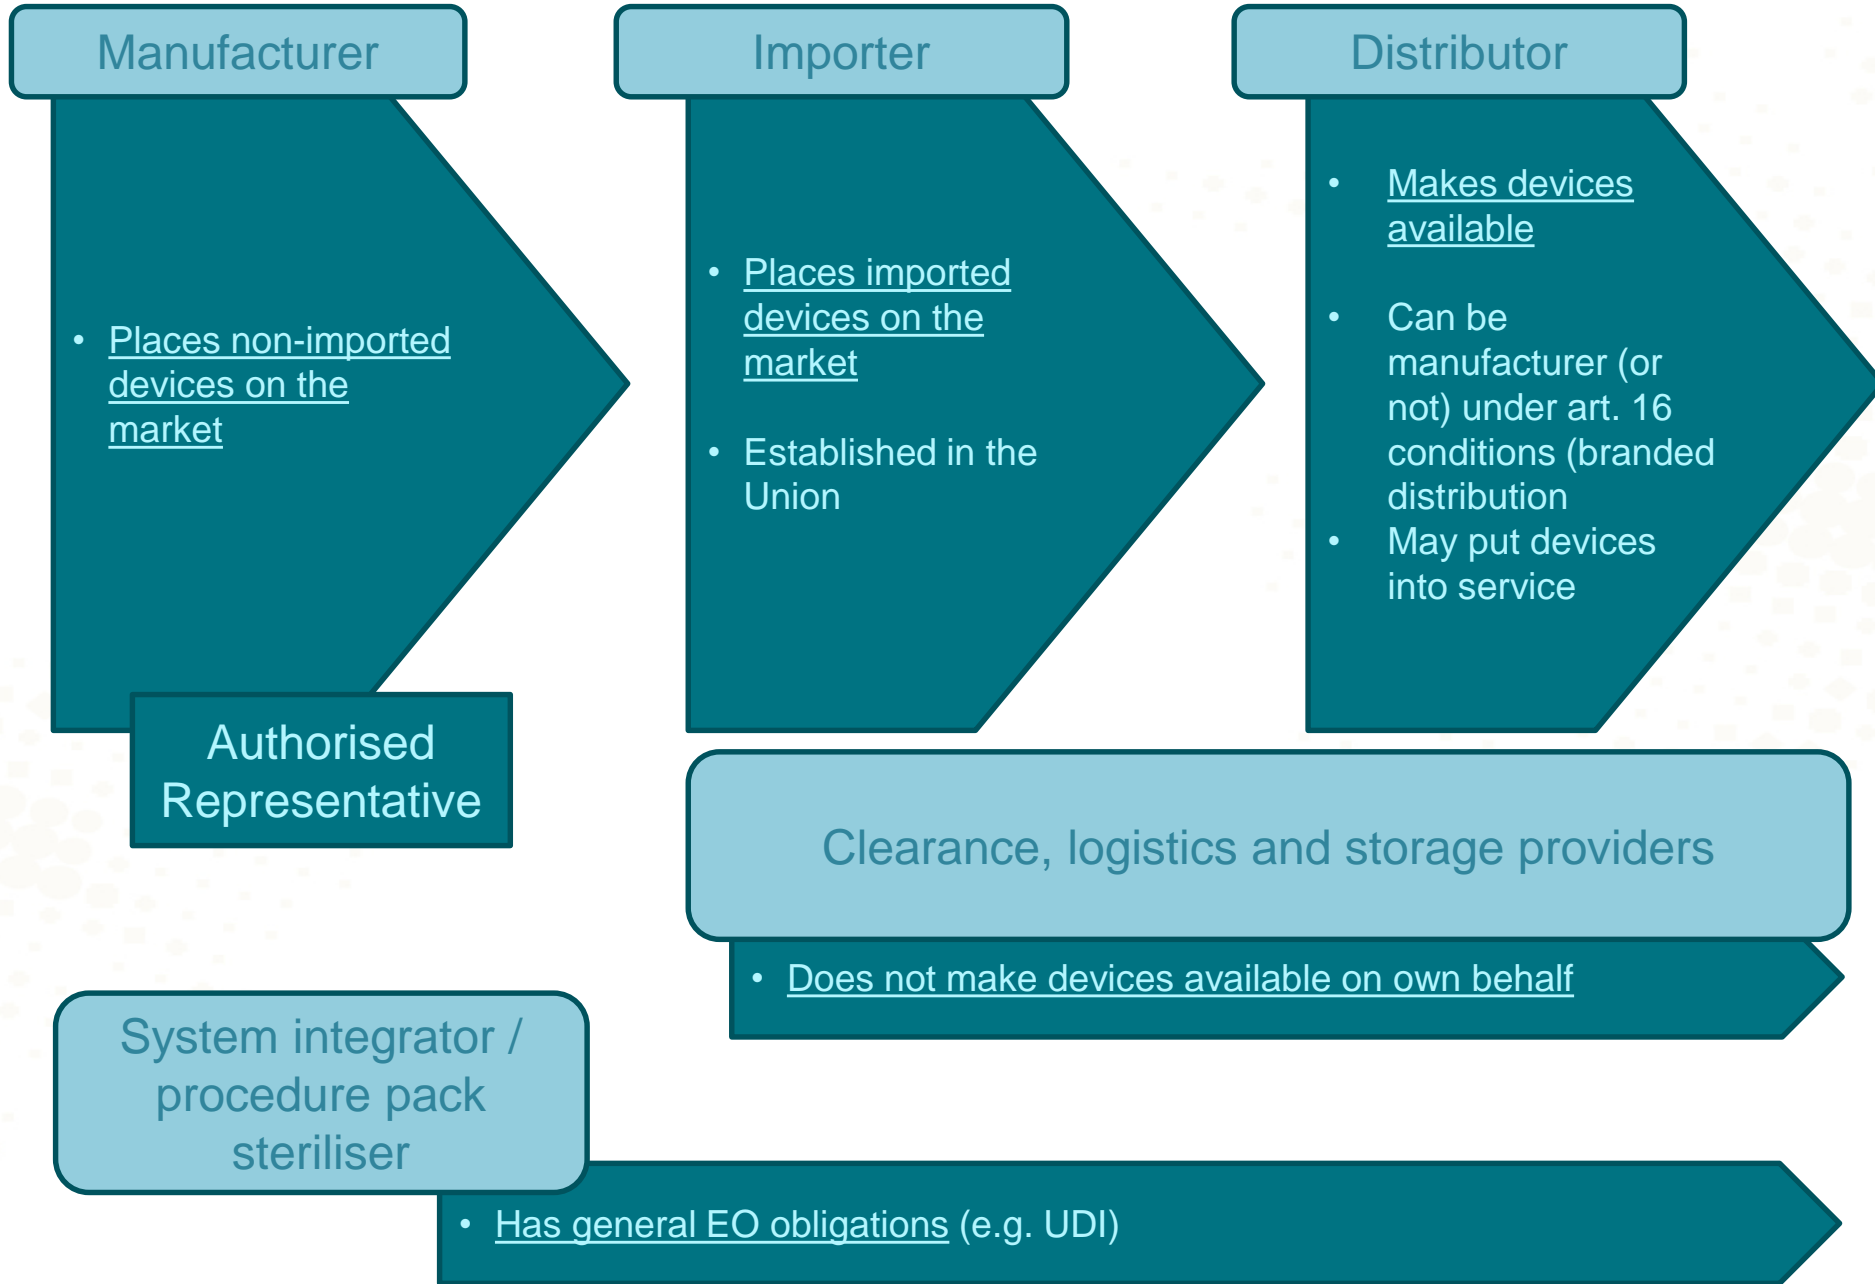 Manufacturer
• Places non-imported
devices on the
market
Authorised
Representative
Importer
• Places imported
devices on the
market
• Established in the
Union
Distributor
• Makes devices
available
• Can be
manufacturer (or
not) under art. 16
conditions (branded
distribution
• May put devices
into service
Clearance, logistics and storage providers
• Does not make devices available on own behalf
System integrator /
procedure pack
steriliser
• Has general EO obligations (e.g. UDI)